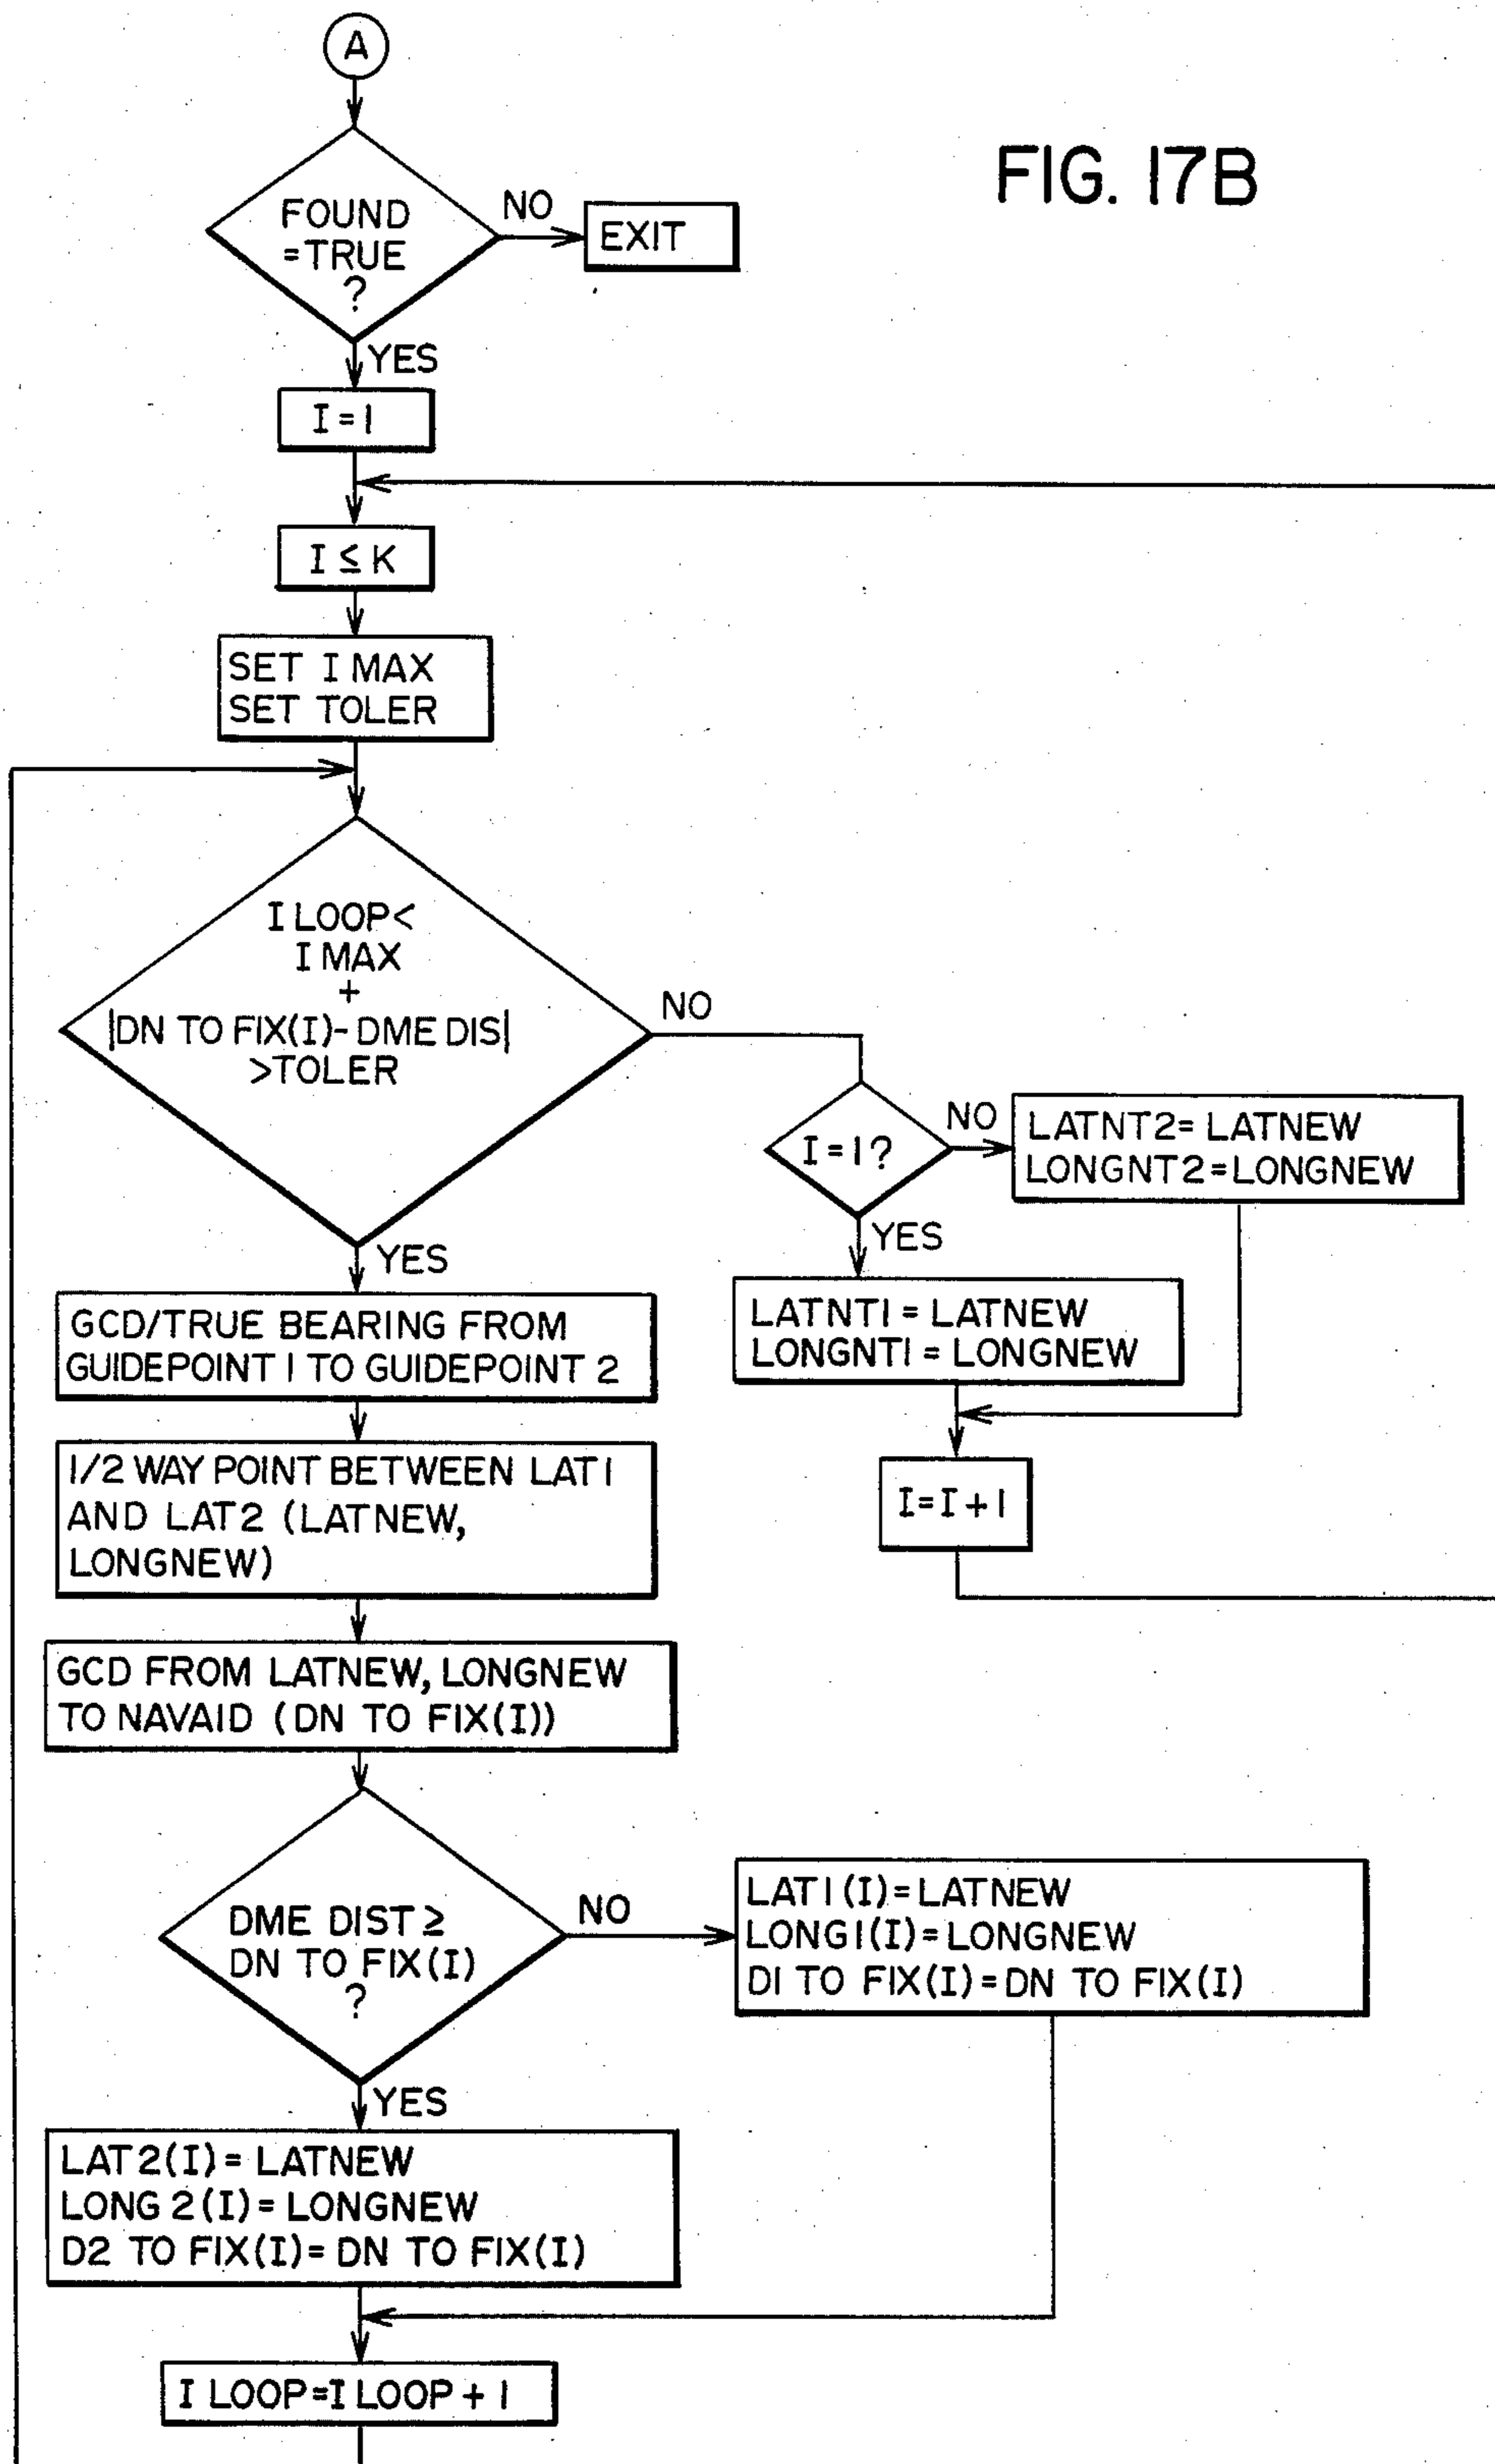 A
FIG. 17B
FOUND
=TRUE
?
NO
EXIT
YES
I=1
I≤K
SET I MAX
SET TOLER
I LOOP<
I MAX
+
|DN TO FIX(I)-DME DIS|
>TOLER
NO
I=1?
NO
LATNT2=LATNEW
LONGNT2=LONGNEW
YES
LATNT1=LATNEW
LONGNT1=LONGNEW
I=I+1
YES
GCD/TRUE BEARING FROM
GUIDEPOINT 1 TO GUIDEPOINT 2
1/2 WAY POINT BETWEEN LAT1
AND LAT2 (LATNEW,
LONGNEW)
GCD FROM LATNEW, LONGNEW
TO NAVAID (DN TO FIX(I))
DME DIST ≥
DN TO FIX(I)
?
NO
LAT1(I)=LATNEW
LONG1(I)=LONGNEW
D1 TO FIX(I)=DN TO FIX(I)
YES
LAT2(I)=LATNEW
LONG2(I)=LONGNEW
D2 TO FIX(I)=DN TO FIX(I)
I LOOP=I LOOP+1